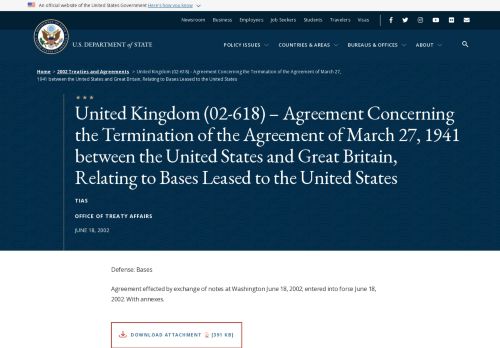 An official website of the United States Government Here's how you know
Newsroom Business Employers Job Seekers Students Travelers Visas
U.S. DEPARTMENT of STATE
POLICY ISSUES COUNTRIES & AREAS BUREAUS & OFFICES ABOUT
Home > 2002 Treaties and Agreements > United Kingdom (02-618) – Agreement Concerning the Termination of the Agreement of March 27,
1941 between the United States and Great Britain, Relating to Bases Leased to the United States
United Kingdom (02-618) – Agreement Concerning
the Termination of the Agreement of March 27, 1941
between the United States and Great Britain,
Relating to Bases Leased to the United States
TIAS
OFFICE OF TREATY AFFAIRS
JUNE 18, 2002
Defense: Bases
Agreement effected by exchange of notes at Washington June 18, 2002; entered into force June 18,
2002. With annexes.
DOWNLOAD ATTACHMENT [391 KB]